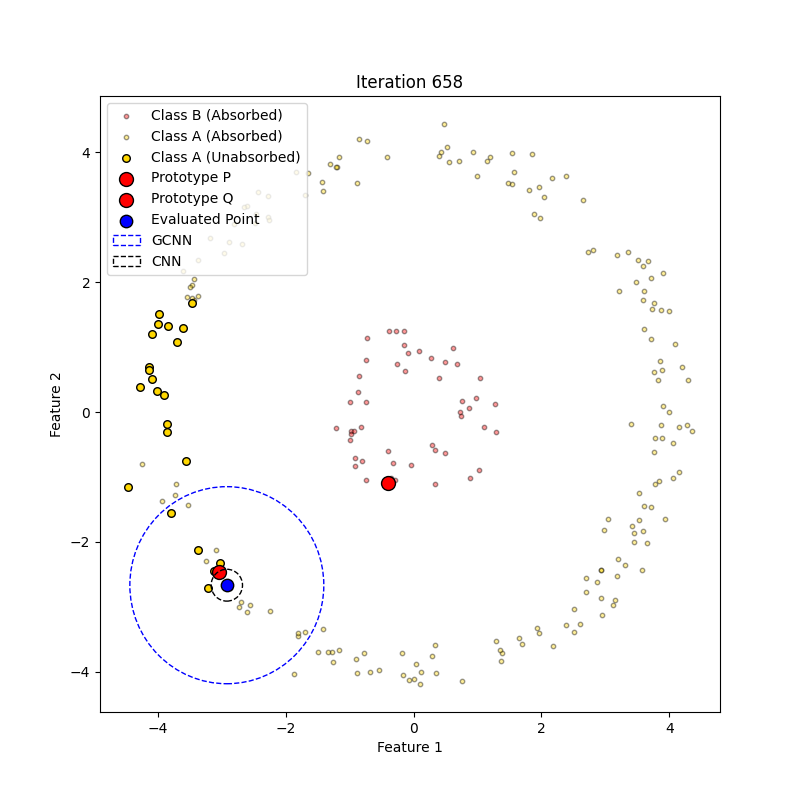 Iteration 658
Class B (Absorbed)
Class A (Absorbed)
Class A (Unabsorbed)
Prototype P
Prototype Q
Evaluated Point
GCNN
CNN
Feature 2
4
2
0
−2
−4
−4
−2
0
2
4
Feature 1